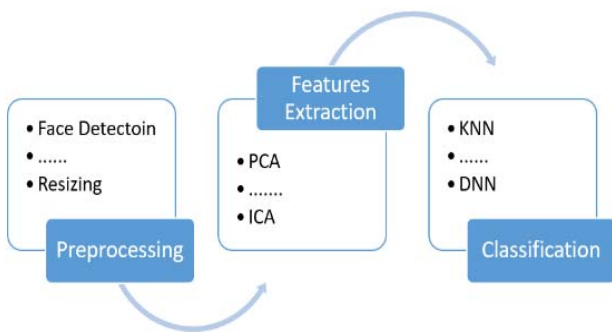 • Face Detectoin
• ......
• Resizing
Preprocessing
Features
Extraction
• PCA
• .......
• ICA
• KNN
• ......
• DNN
Classification